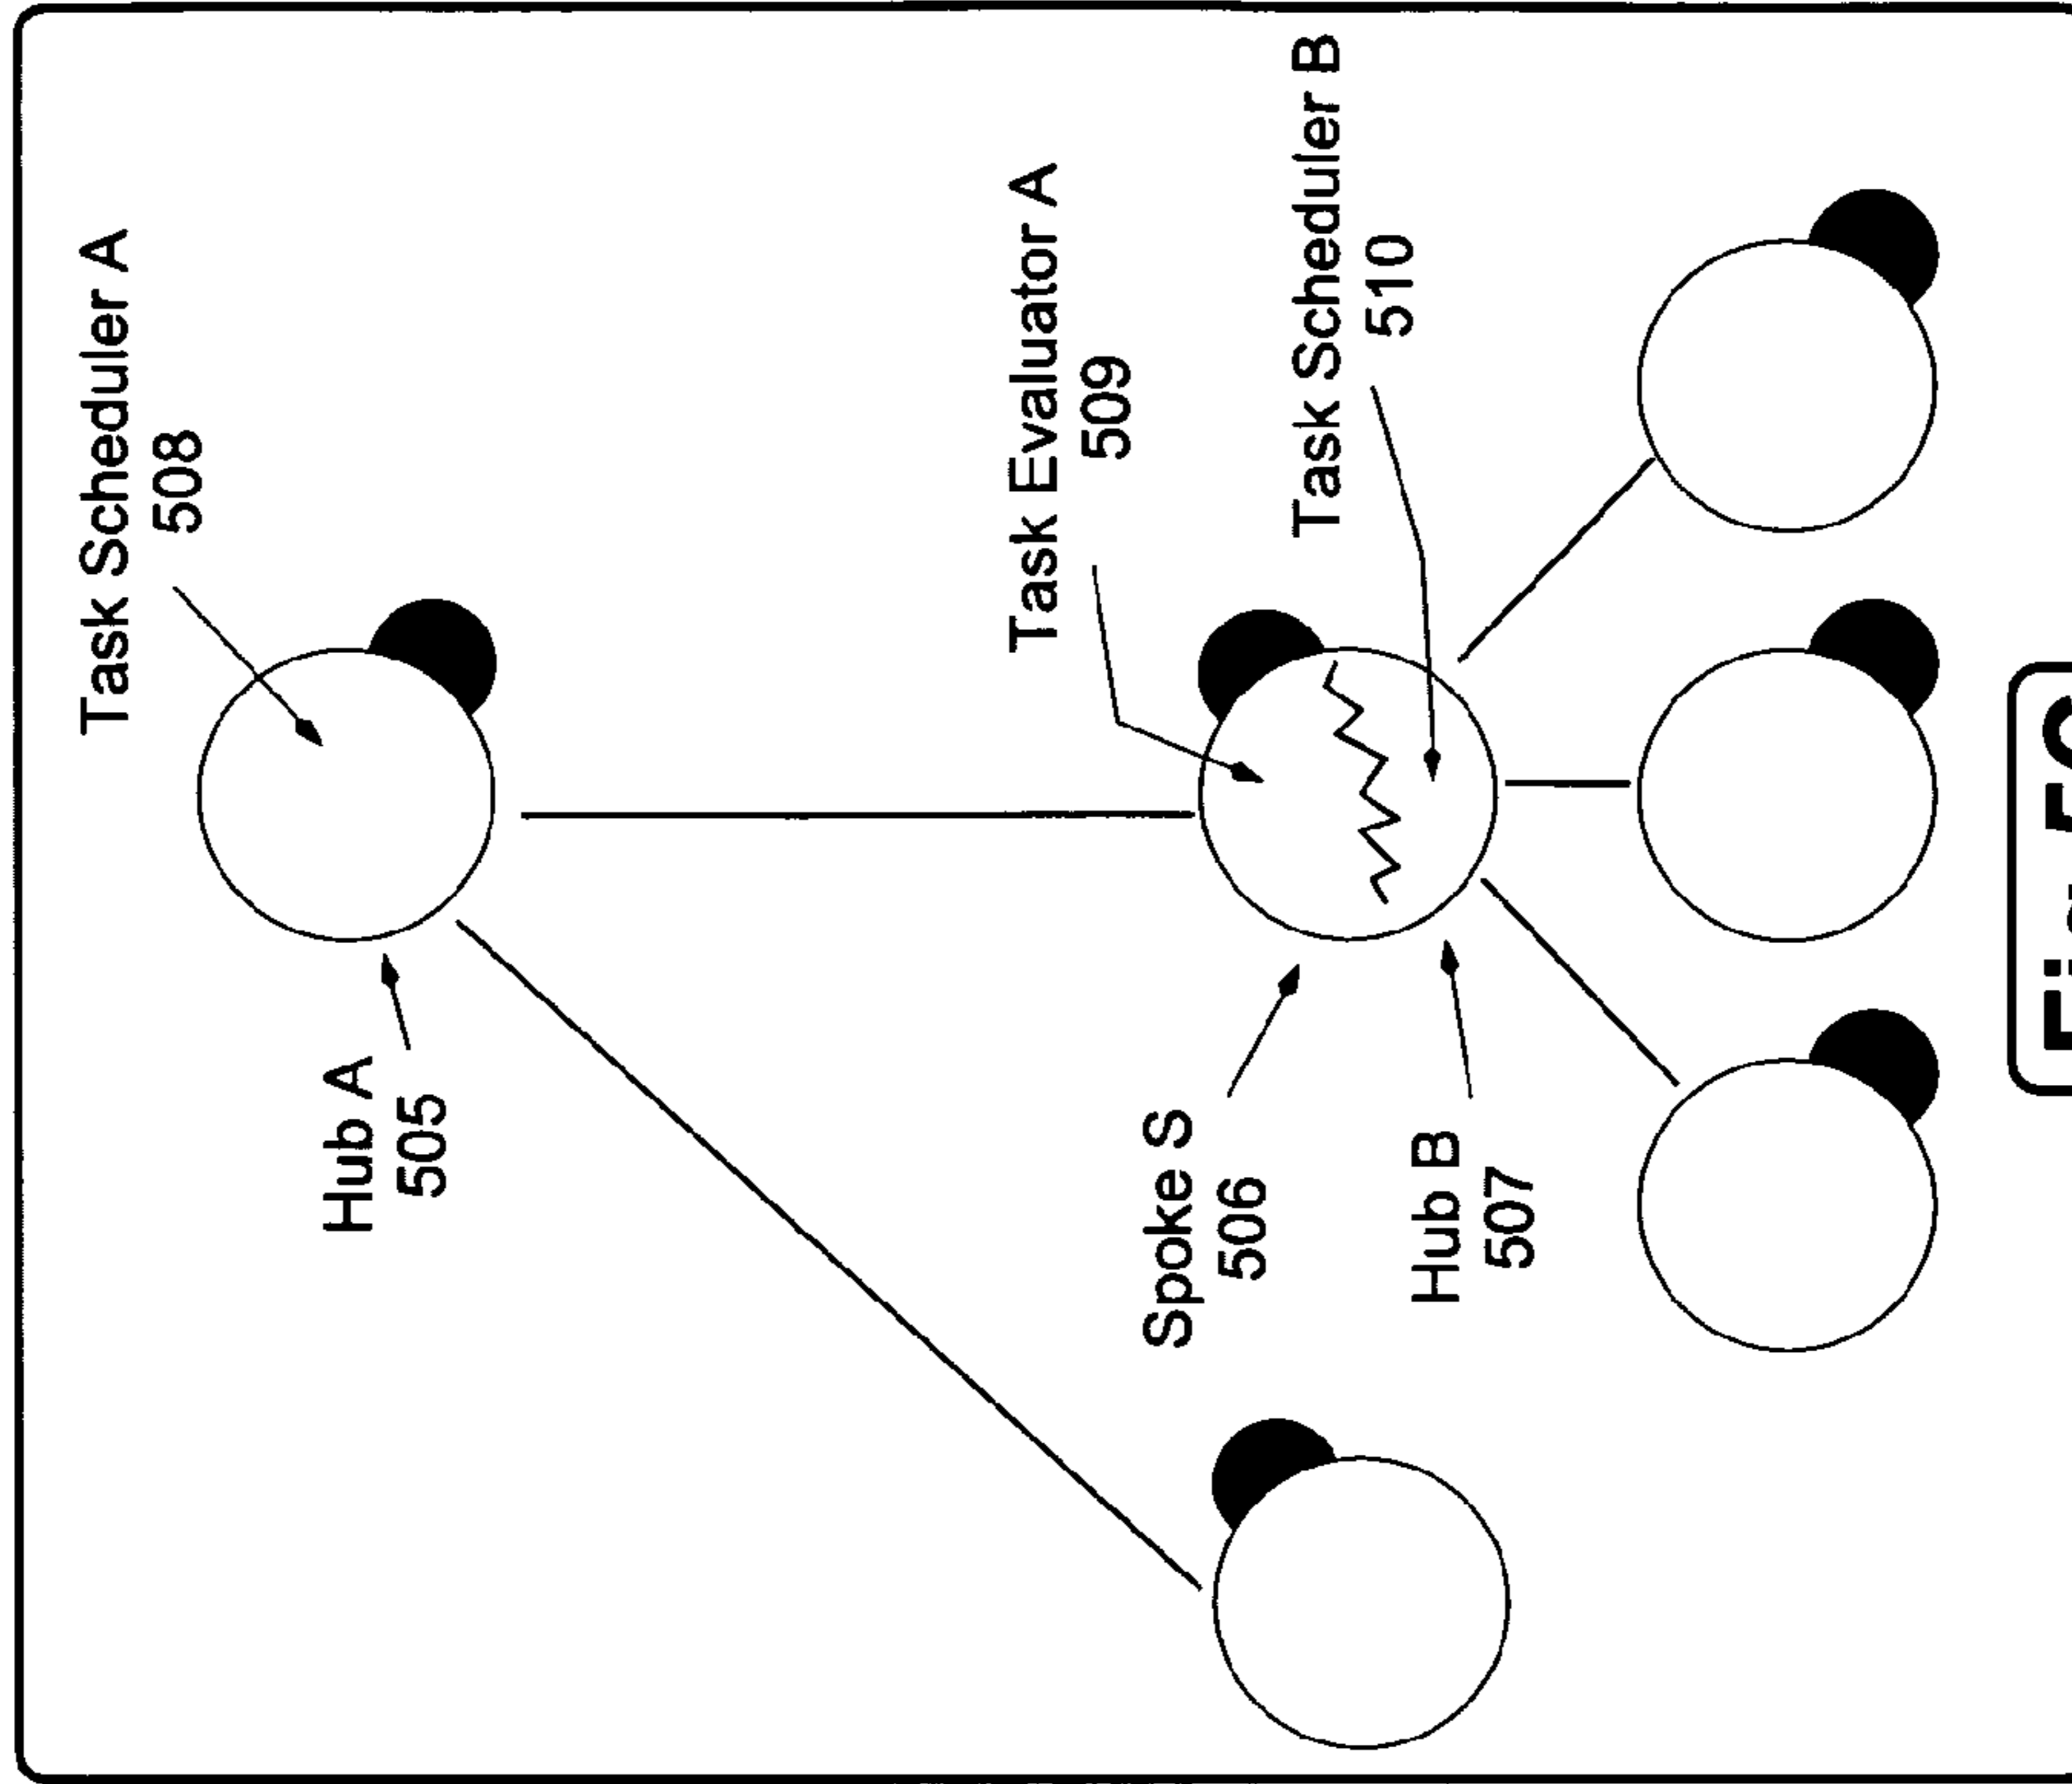 Task Scheduler A
508
Hub A
505
Task Evaluator A
509
Task Scheduler B
510
Spoke S
506
Hub B
507